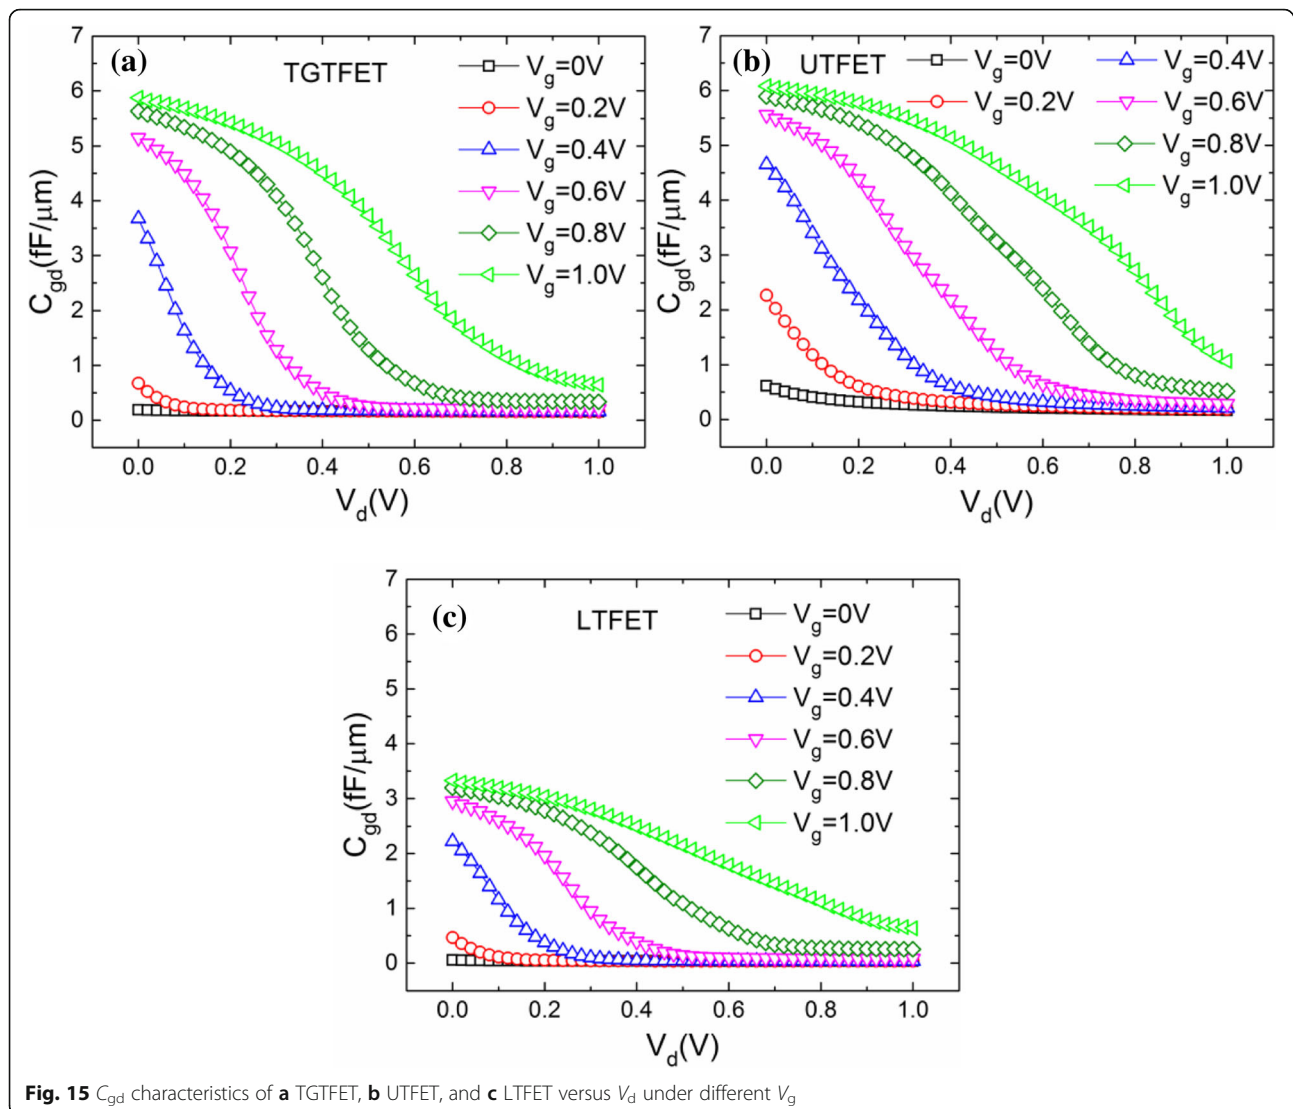 (a)
TGTFET
V_g=0V
V_g=0.2V
V_g=0.4V
V_g=0.6V
V_g=0.8V
V_g=1.0V
7
6
5
4
3
2
1
0
C_gd(fF/μm)
0.0 0.2 0.4 0.6 0.8 1.0
V_d(V)
(b)
UTFET
V_g=0V
V_g=0.2V
V_g=0.4V
V_g=0.6V
V_g=0.8V
V_g=1.0V
7
6
5
4
3
2
1
0
C_gd(fF/μm)
0.0 0.2 0.4 0.6 0.8 1.0
V_d(V)
(c)
LTFET
V_g=0V
V_g=0.2V
V_g=0.4V
V_g=0.6V
V_g=0.8V
V_g=1.0V
7
6
5
4
3
2
1
0
C_gd(fF/μm)
0.0 0.2 0.4 0.6 0.8 1.0
V_d(V)
Fig. 15 C_gd characteristics of a TGTFET, b UTFET, and c LTFET versus V_d under different V_g